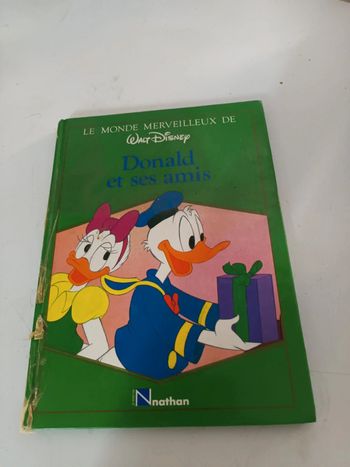 LE MONDE MERVEILLEUX DE
WALT DISNEY
Donald
et ses amis
N nathan